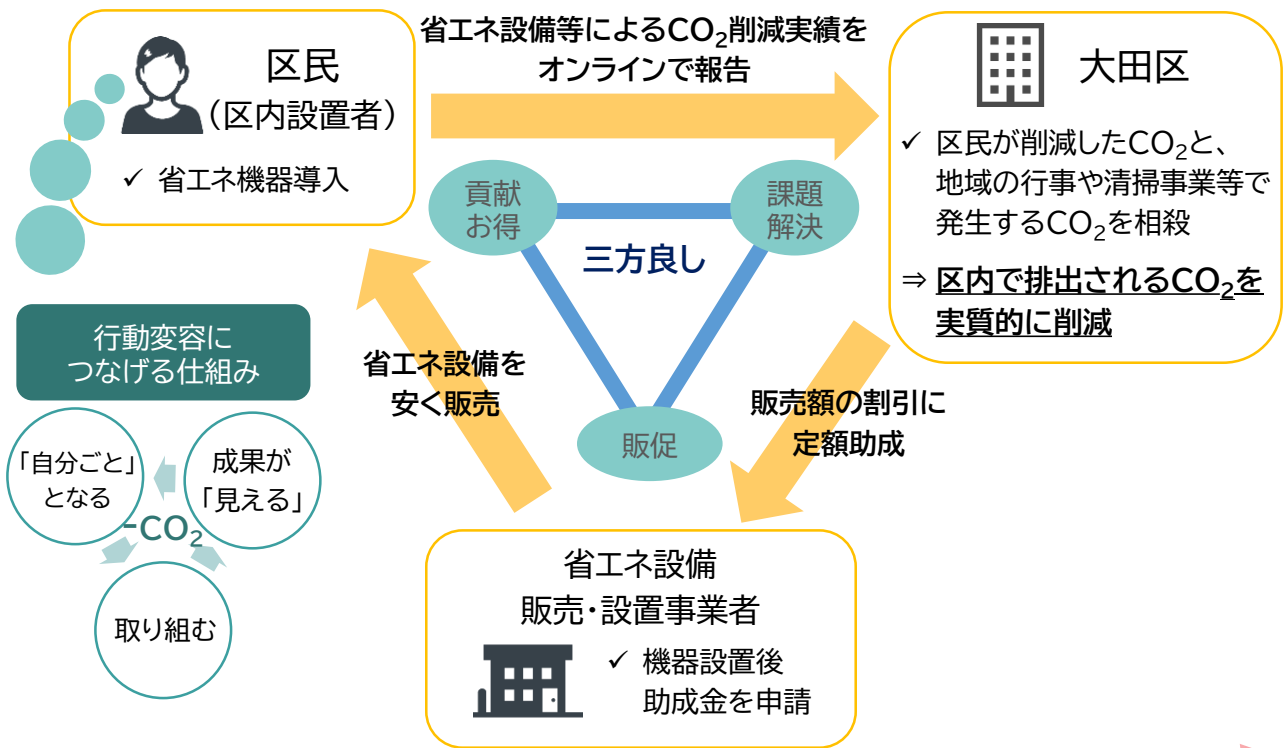 区民
（区内設置者）
✓ 省エネ機器導入
省エネ設備等によるCO₂削減実績を
オンラインで報告
大田区
✓ 区民が削減したCO₂と、
地域の行事や清掃事業等で
発生するCO₂を相殺
⇒ 区内で排出されるCO₂を
実質的に削減
貢献
お得
課題
解決
三方良し
販促
省エネ設備を
安く販売
販売額の割引に
定額助成
行動変容に
つなげる仕組み
「自分ごと」
となる
成果が
「見える」
-CO₂
取り組む
省エネ設備
販売・設置事業者
✓ 機器設置後
助成金を申請